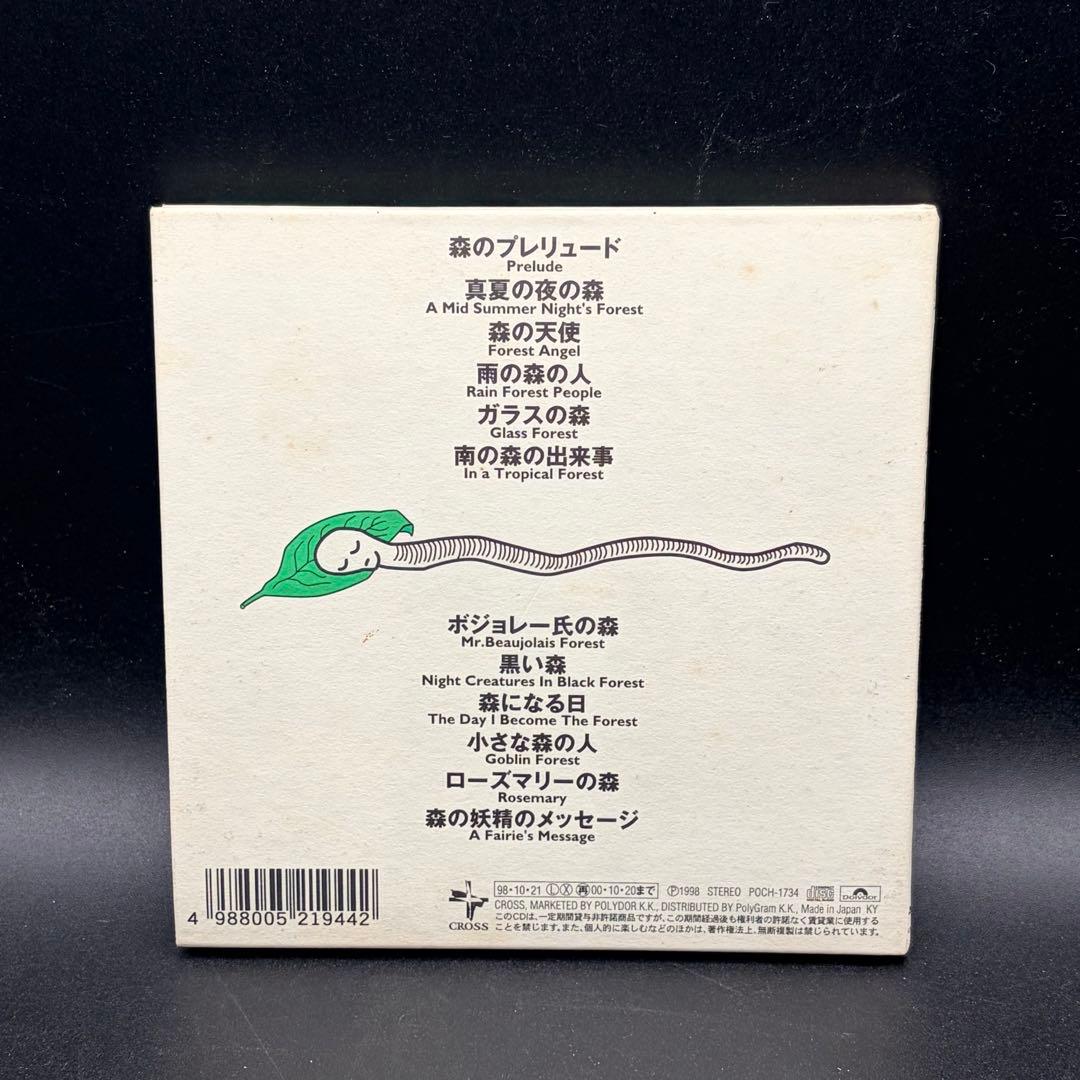 森のプレリュード
Prelude
真夏の夜の森
A Mid Summer Night's Forest
森の天使
Forest Angel
雨の森の人
Rain Forest People
ガラスの森
Glass Forest
南の森の出来事
In a Tropical Forest
ボジョレー氏の森
Mr.Beaujolais Forest
黒い森
Night Creatures In Black Forest
森になる日
The Day I Become The Forest
小さな森の人
Goblin Forest
ローズマリーの森
Rosemary
森の妖精のメッセージ
A Fairie's Message
4 988005 219442
CROSS
98・10・21 Ⓛ Ⓧ ㊢00・10・20まで Ⓟ1998 STEREO POCH-1734 disc Polydor
CROSS, MARKETED BY POLYDOR K.K., DISTRIBUTED BY PolyGram K.K., Made in Japan KY
このCDは、一定期間貸与非許諾商品ですが、この期間経過後も権利者の許諾なく賃貸業に使用する
ことを禁じます。また、個人的に楽しむなどのほかは、著作権法上、無断複製は禁じられています。